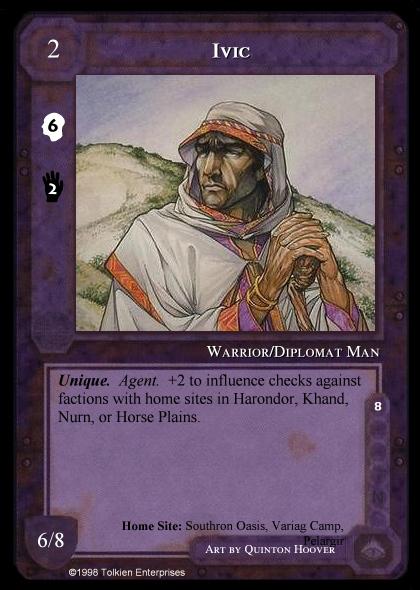 2
Ivic
6
2
Warrior/Diplomat Man
Unique. Agent. +2 to influence checks against
factions with home sites in Harondor, Khand,
Nurn, or Horse Plains.
8
Home Site: Southron Oasis, Variag Camp,
Pelargir
6/8
Art by Quinton Hoover
©1998 Tolkien Enterprises